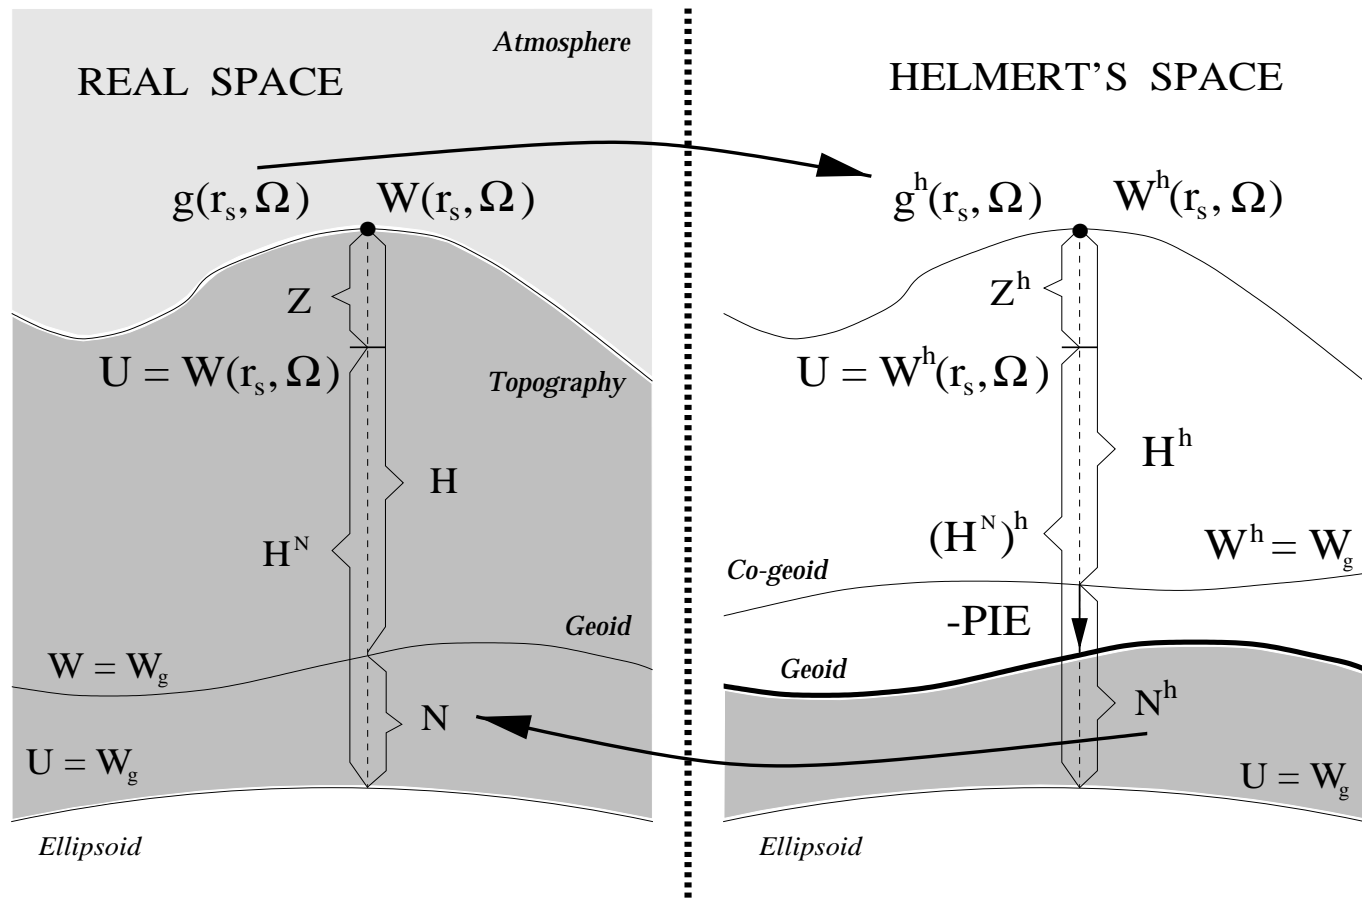 Atmosphere
REAL SPACE
g(r_s, Ω) W(r_s, Ω)
Z
U = W(r_s, Ω)
Topography
H
H^N
Geoid
W = W_g
N
U = W_g
Ellipsoid
HELMERT'S SPACE
g^h(r_s, Ω) W^h(r_s, Ω)
Z^h
U = W^h(r_s, Ω)
H^h
(H^N)^h
W^h = W_g
Co-geoid
-PIE
Geoid
N^h
U = W_g
Ellipsoid